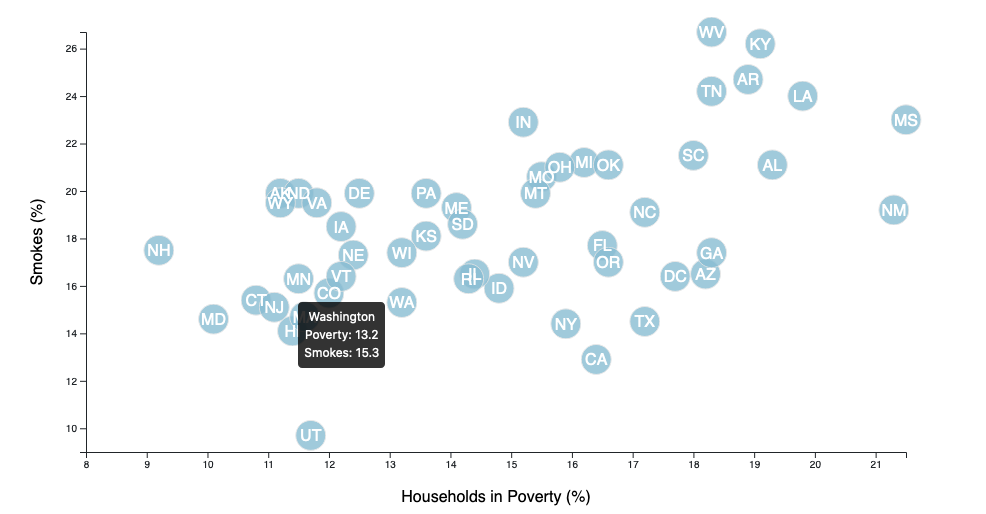 26
24
22
20
18
16
14
12
10
Smokes (%)
WV
KY
AR
TN
LA
MS
IN
SC
AL
OH
MI
OK
MO
MT
AK
ND
WY
VA
DE
PA
ME
SD
NC
NM
IA
KS
NH
NE
WI
FL
OR
GA
NV
DC
AZ
MN
VT
RI
IL
ID
CO
CT
NJ
WA
MD
NY
TX
CA
Washington
Poverty: 13.2
Smokes: 15.3
UT
8 9 10 11 12 13 14 15 16 17 18 19 20 21
Households in Poverty (%)